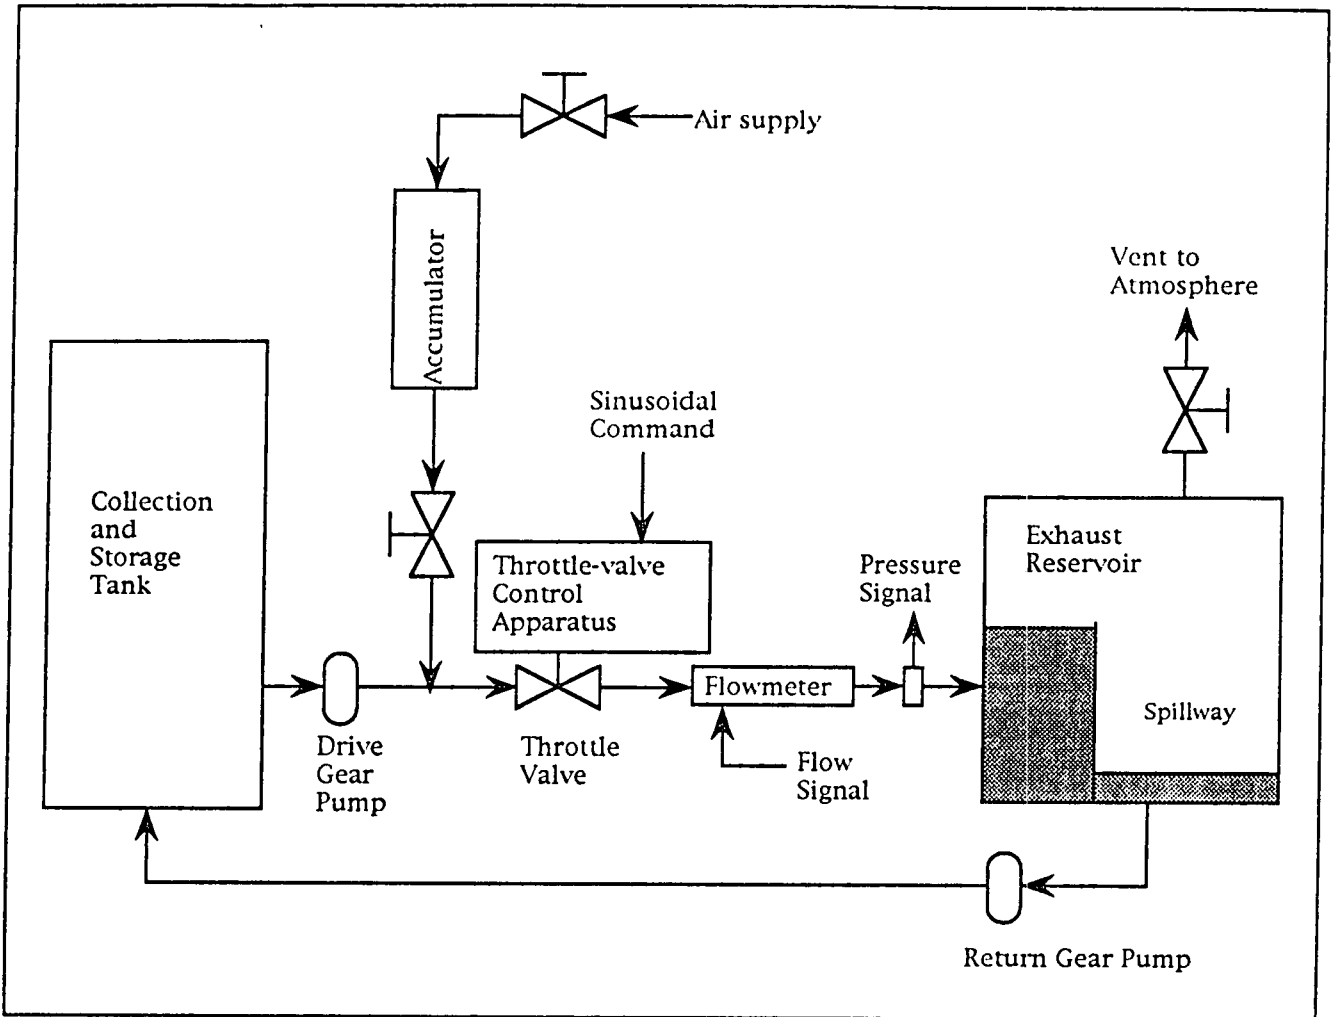 Air supply
Accumulator
Vent to
Atmosphere
Sinusoidal
Command
Collection
and
Storage
Tank
Throttle-valve
Control
Apparatus
Pressure
Signal
Exhaust
Reservoir
Flowmeter
Spillway
Drive
Gear
Pump
Throttle
Valve
Flow
Signal
Return Gear Pump